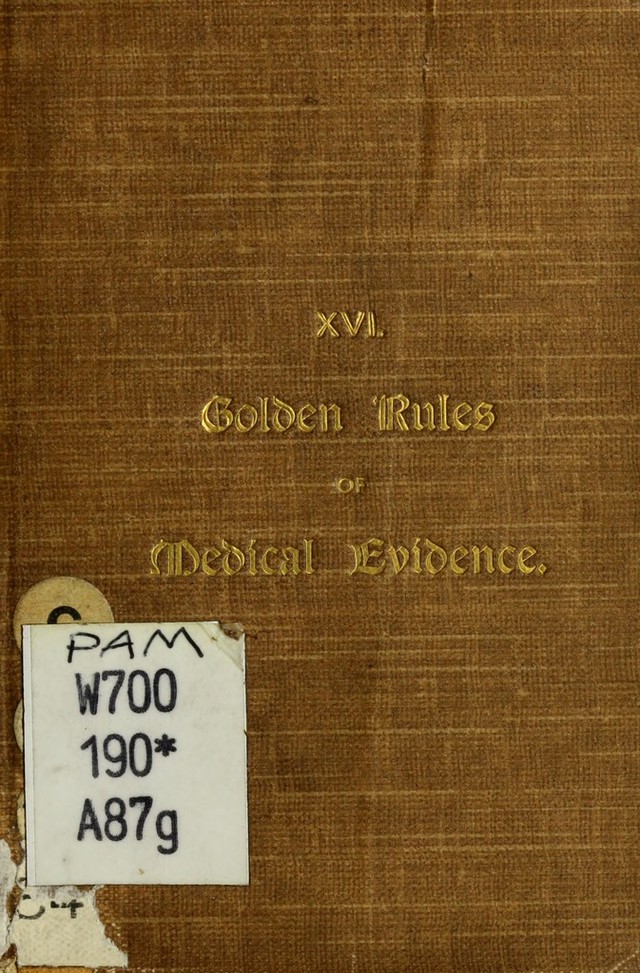 XVI.
Golden Rules
OF
Medical Evidence.
PAM
W700
190*
A87g